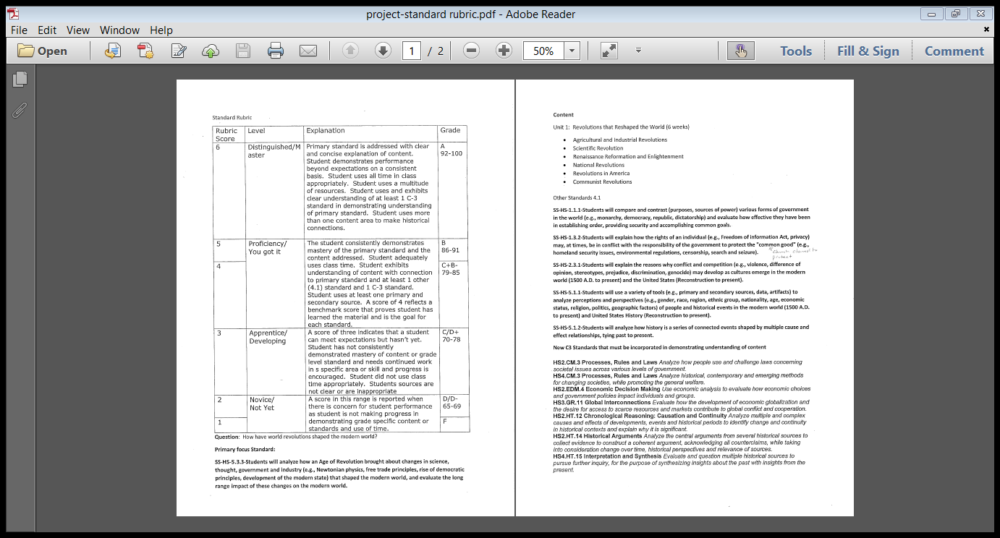 project-standard rubric.pdf - Adobe Reader
File Edit View Window Help
Open 1 / 2 50% Tools Fill & Sign Comment
Standard Rubric
Rubric Score Level Explanation Grade
6 Distinguished/Master A 92-100
Primary standard is addressed with clear
and concise explanation of content.
Student demonstrates performance
beyond expectations on a consistent
basis. Student uses all time in class
appropriately. Student uses a multitude
of resources. Student uses and exhibits
clear understanding of at least 1 C-3
standard in demonstrating understanding
of primary standard. Student uses more
than one content area to make historical
connections.
5 Proficiency/ You got it B 86-91
4 C+B- 79-85
The student consistently demonstrates
mastery of the primary standard and the
content addressed. Student adequately
uses class time. Student exhibits
understanding of content with connection
to primary standard and at least 1 other
(4.1) standard and 1 C-3 standard.
Student uses at least one primary and
secondary source. A score of 4 reflects a
benchmark score that proves student has
learned the material and is the goal for
each standard.
3 Apprentice/ Developing C/D+ 70-78
A score of three indicates that a student
can meet expectations but hasn't yet.
Student has not consistently
demonstrated mastery of content or grade
level standard and needs continued work
in s specific area or skill and progress is
encouraged. Student did not use class
time appropriately. Students sources are
not clear or are inappropriate
2 Novice/ Not Yet D/D- 65-69
1 F
A score in this range is reported when
there is concern for student performance
as student is not making progress in
demonstrating grade specific content or
standards and use of time.
Question: How have world revolutions shaped the modern world?
Primary focus Standard:
SS-HS-5.3.3-Students will analyze how an Age of Revolution brought about changes in science,
thought, government and industry (e.g., Newtonian physics, free trade principles, rise of democratic
principles, development of the modern state) that shaped the modern world, and evaluate the long
range impact of these changes on the modern world.
Content
Unit 1: Revolutions that Reshaped the World (6 weeks)
• Agricultural and Industrial Revolutions
• Scientific Revolution
• Renaissance Reformation and Enlightenment
• National Revolutions
• Revolutions in America
• Communist Revolutions
Other Standards 4.1
SS-HS-1.1.1-Students will compare and contrast (purposes, sources of power) various forms of government
in the world (e.g., monarchy, democracy, republic, dictatorship) and evaluate how effective they have been
in establishing order, providing security and accomplishing common goals.
SS-HS-1.3.2-Students will explain how the rights of an individual (e.g., Freedom of information Act, privacy)
may, at times, be in conflict with the responsibility of the government to protect the "common good" (e.g.,
homeland security issues, environmental regulations, censorship, search and seizure).
protect
SS-HS-2.3.1-Students will explain the reasons why conflict and competition (e.g., violence, difference of
opinion, stereotypes, prejudice, discrimination, genocide) may develop as cultures emerge in the modern
world (1500 A.D. to present) and the United States (Reconstruction to present).
SS-HS-5.1.1-Students will use a variety of tools (e.g., primary and secondary sources, data, artifacts) to
analyze perceptions and perspectives (e.g., gender, race, region, ethnic group, nationality, age, economic
status, religion, politics, geographic factors) of people and historical events in the modern world (1500 A.D.
to present) and United States History (Reconstruction to present).
SS-HS-5.1.2-Students will analyze how history is a series of connected events shaped by multiple cause and
effect relationships, tying past to present.
New C3 Standards that must be incorporated in demonstrating understanding of content
HS2.CM.3 Processes, Rules and Laws Analyze how people use and challenge laws concerning
societal issues across various levels of government.
HS4.CM.3 Processes, Rules and Laws Analyze historical, contemporary and emerging methods
for changing societies, while promoting the general welfare.
HS2.EDM.4 Economic Decision Making Use economic analysis to evaluate how economic choices
and government policies impact individuals and groups.
HS3.GR.11 Global Interconnections Evaluate how the development of economic globalization and
the desire for access to scarce resources and markets contribute to global conflict and cooperation.
HS2.HT.12 Chronological Reasoning: Causation and Continuity Analyze multiple and complex
causes and effects of developments, events and historical periods to identify change and continuity
in historical contexts and explain why it is significant.
HS2.HT.14 Historical Arguments Analyze the central arguments from several historical sources to
collect evidence to construct a coherent argument, acknowledging all counterclaims, while taking
into consideration change over time, historical perspectives and relevance of sources.
HS4.HT.15 Interpretation and Synthesis Evaluate and question multiple historical sources to
pursue further inquiry, for the purpose of synthesizing insights about the past with insights from the
present.